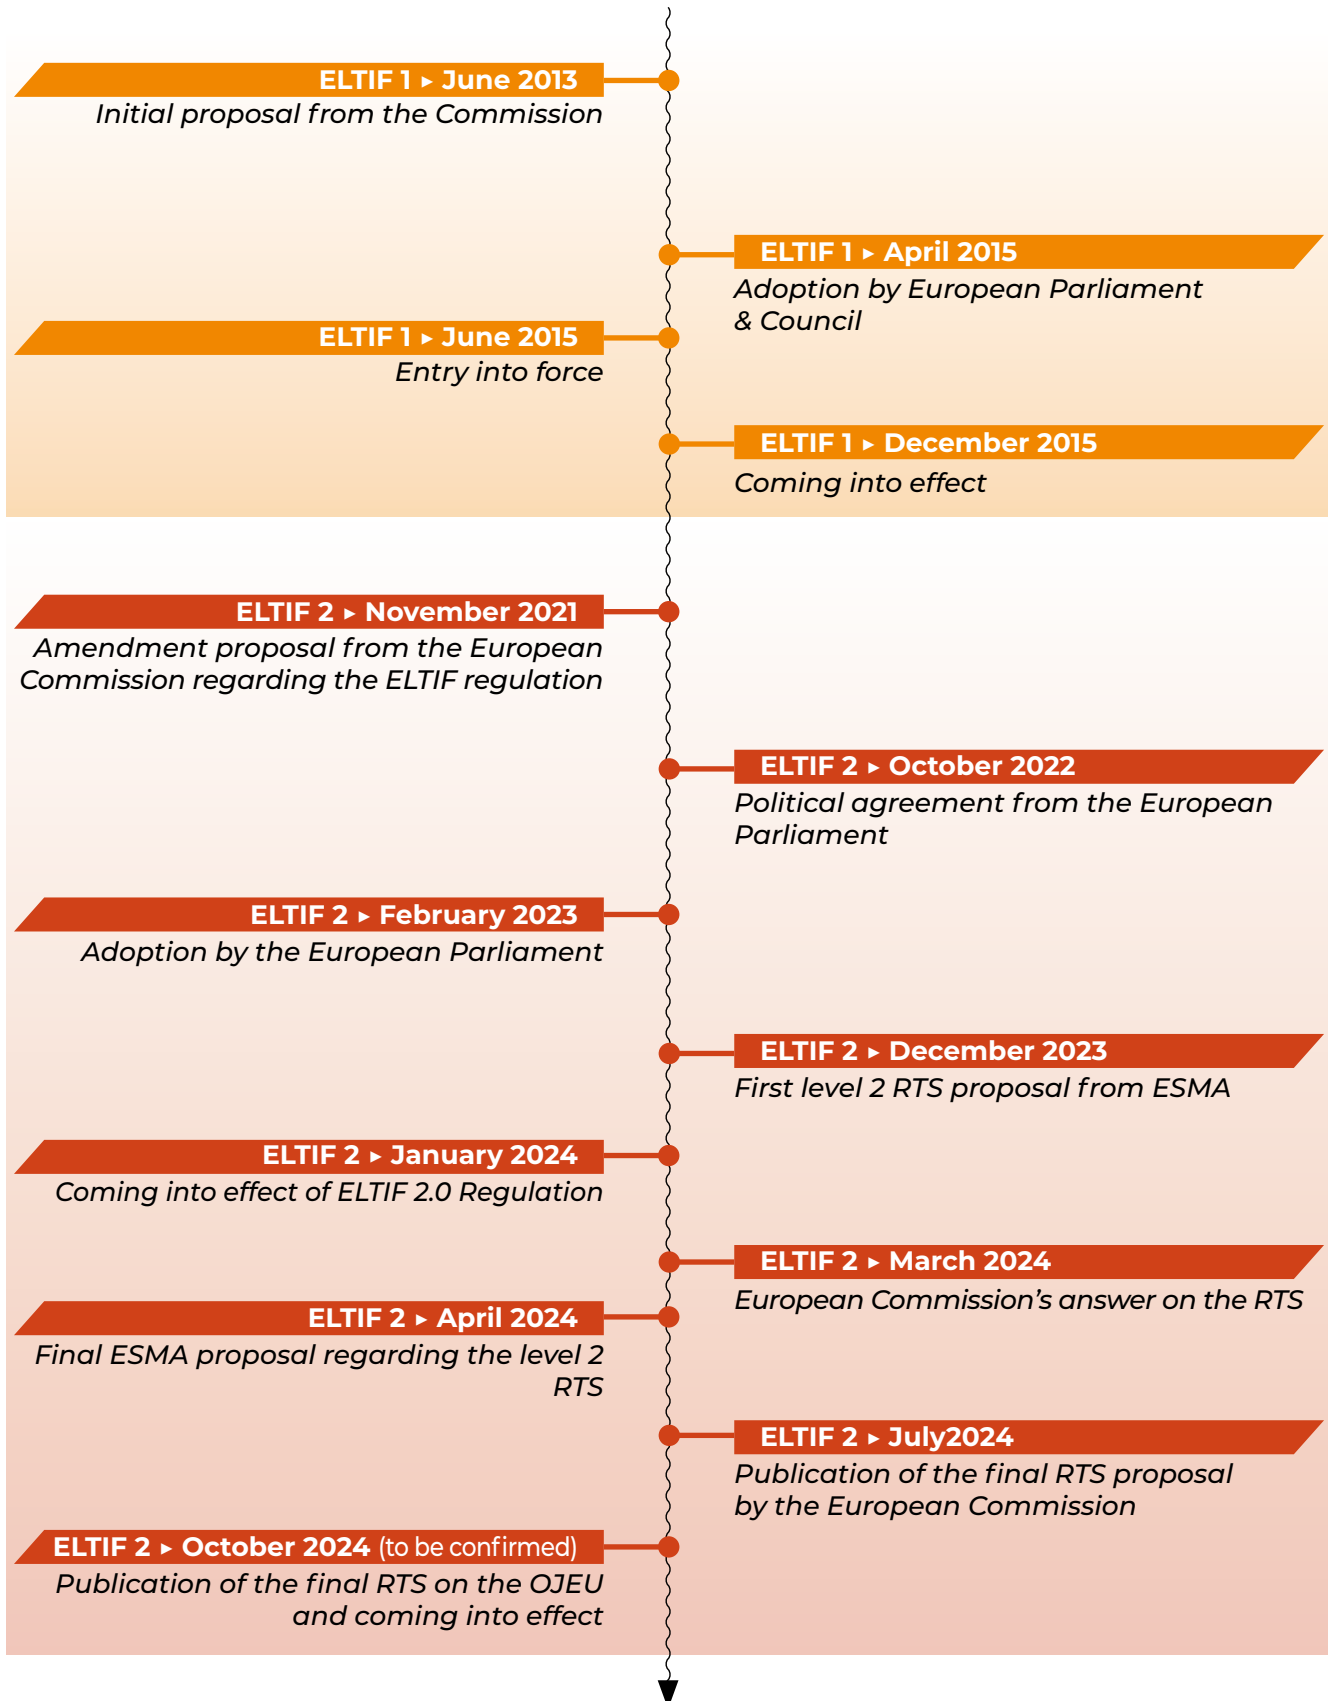 ELTIF 1 ▸ June 2013
Initial proposal from the Commission
ELTIF 1 ▸ April 2015
Adoption by European Parliament
& Council
ELTIF 1 ▸ June 2015
Entry into force
ELTIF 1 ▸ December 2015
Coming into effect
ELTIF 2 ▸ November 2021
Amendment proposal from the European
Commission regarding the ELTIF regulation
ELTIF 2 ▸ October 2022
Political agreement from the European
Parliament
ELTIF 2 ▸ February 2023
Adoption by the European Parliament
ELTIF 2 ▸ December 2023
First level 2 RTS proposal from ESMA
ELTIF 2 ▸ January 2024
Coming into effect of ELTIF 2.0 Regulation
ELTIF 2 ▸ March 2024
European Commission's answer on the RTS
ELTIF 2 ▸ April 2024
Final ESMA proposal regarding the level 2
RTS
ELTIF 2 ▸ July2024
Publication of the final RTS proposal
by the European Commission
ELTIF 2 ▸ October 2024 (to be confirmed)
Publication of the final RTS on the OJEU
and coming into effect